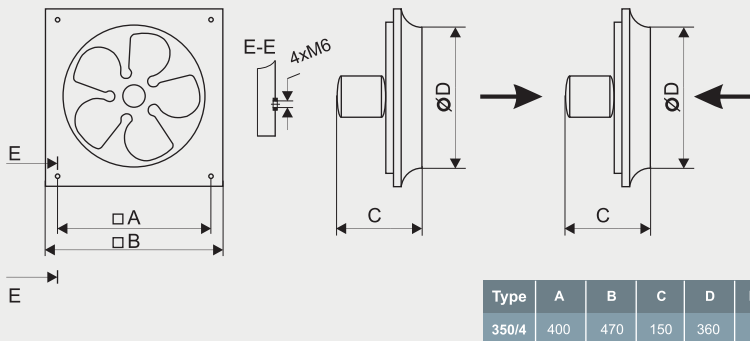 E-E
4xM6
ØD
ØD
E
□A
□B
C
C
E
Type A B C D
350/4 400 470 150 360